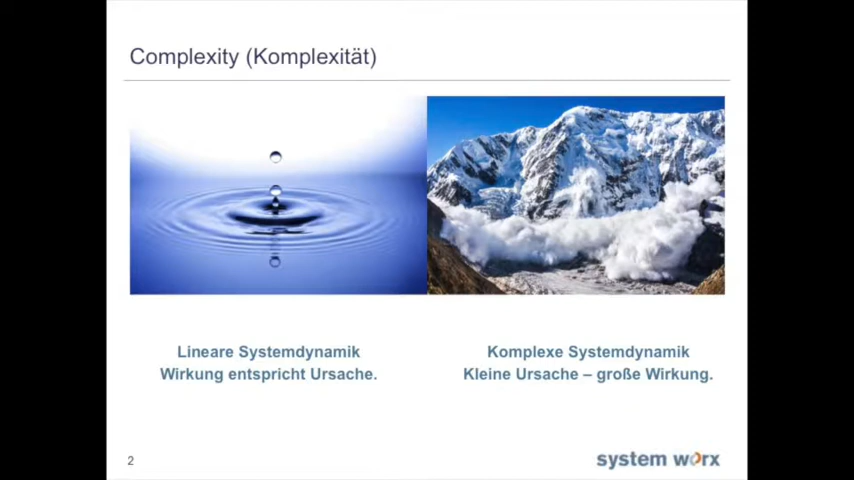 Complexity (Komplexität)
Lineare Systemdynamik
Wirkung entspricht Ursache.
Komplexe Systemdynamik
Kleine Ursache – große Wirkung.
2
system worx